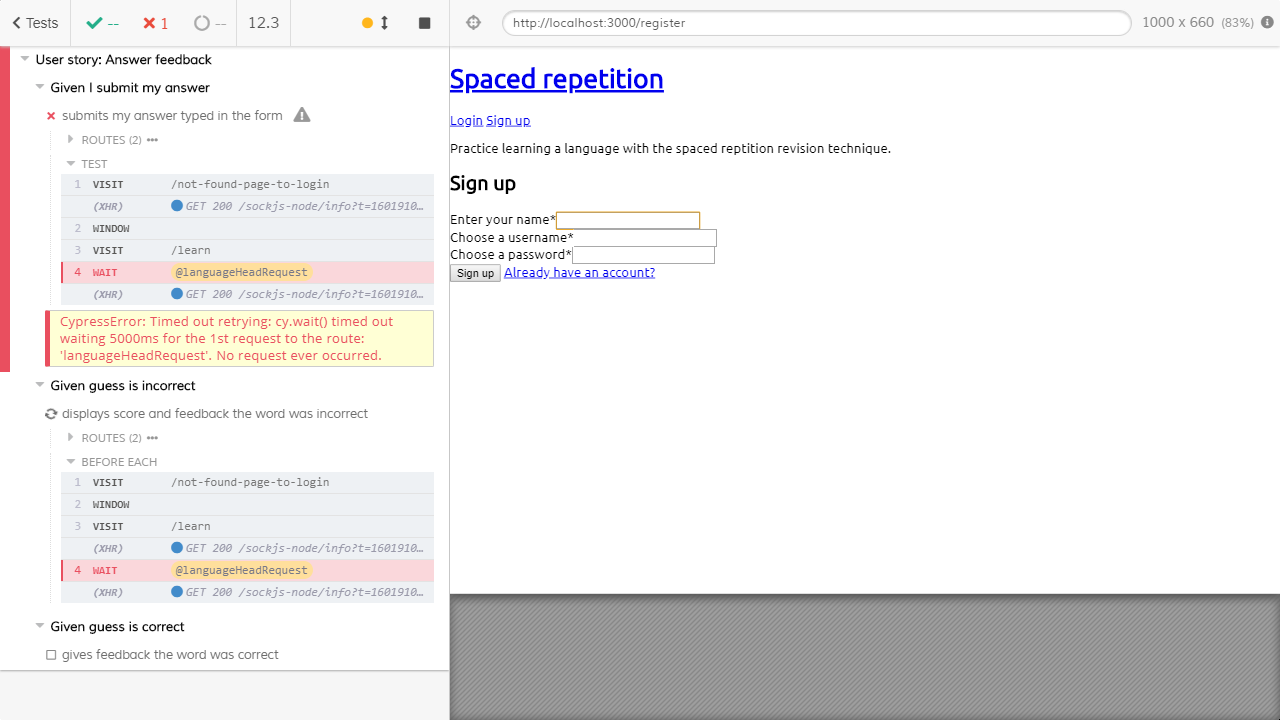 Tests
--
1
--
12.3
http://localhost:3000/register
1000 x 660 (83%)
User story: Answer feedback
Given I submit my answer
submits my answer typed in the form
ROUTES (2)
TEST
1 VISIT /not-found-page-to-login
(XHR) GET 200 /sockjs-node/info?t=1601910…
2 WINDOW
3 VISIT /learn
4 WAIT @languageHeadRequest
(XHR) GET 200 /sockjs-node/info?t=1601910…
CypressError: Timed out retrying: cy.wait() timed out
waiting 5000ms for the 1st request to the route:
'languageHeadRequest'. No request ever occurred.
Given guess is incorrect
displays score and feedback the word was incorrect
ROUTES (2)
BEFORE EACH
1 VISIT /not-found-page-to-login
2 WINDOW
3 VISIT /learn
(XHR) GET 200 /sockjs-node/info?t=1601910…
4 WAIT @languageHeadRequest
(XHR) GET 200 /sockjs-node/info?t=1601910…
Given guess is correct
gives feedback the word was correct
Spaced repetition
Login Sign up
Practice learning a language with the spaced reptition revision technique.
Sign up
Enter your name*
Choose a username*
Choose a password*
Sign up Already have an account?